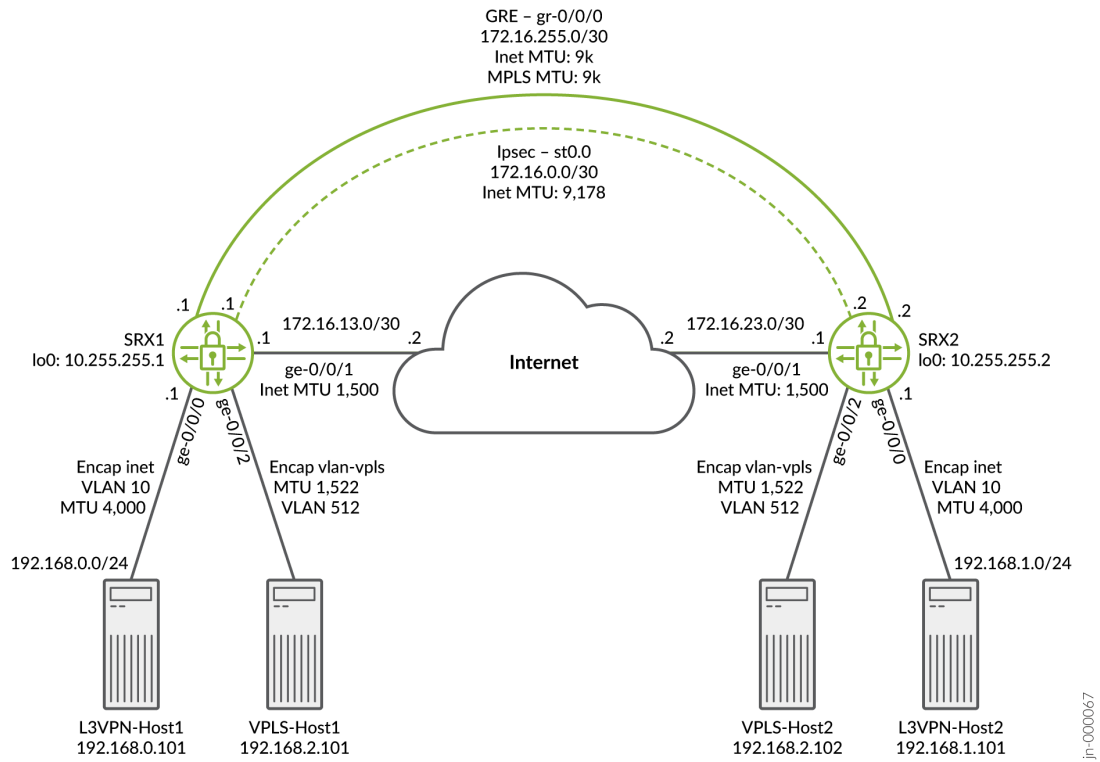 GRE – gr-0/0/0
172.16.255.0/30
Inet MTU: 9k
MPLS MTU: 9k
Ipsec – st0.0
172.16.0.0/30
Inet MTU: 9,178
.1
.1
.2
.2
SRX1
lo0: 10.255.255.1
.1
172.16.13.0/30
.2
ge-0/0/1
Inet MTU 1,500
Internet
.2
172.16.23.0/30
.1
ge-0/0/1
Inet MTU: 1,500
SRX2
lo0: 10.255.255.2
.1
ge-0/0/0
ge-0/0/2
ge-0/0/2
ge-0/0/0
.1
Encap inet
VLAN 10
MTU 4,000
Encap vlan-vpls
MTU 1,522
VLAN 512
Encap vlan-vpls
MTU 1,522
VLAN 512
Encap inet
VLAN 10
MTU 4,000
192.168.0.0/24
192.168.1.0/24
L3VPN-Host1
192.168.0.101
VPLS-Host1
192.168.2.101
VPLS-Host2
192.168.2.102
L3VPN-Host2
192.168.1.101
jn-000067